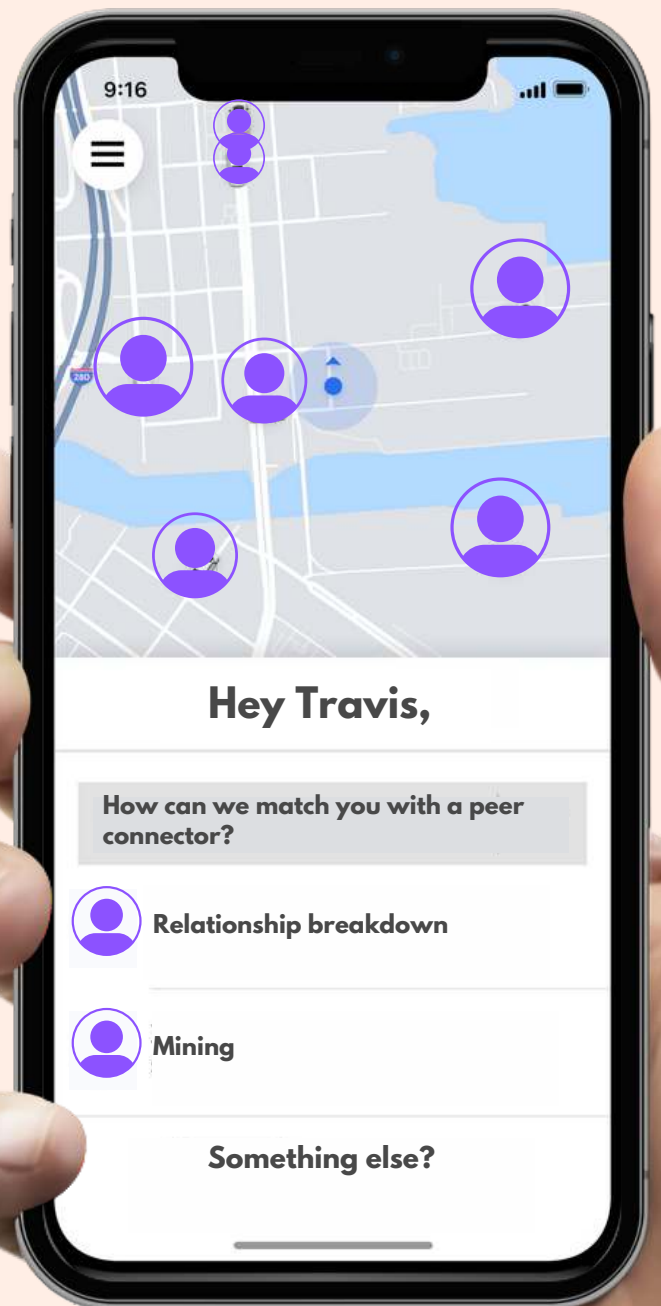 9:16
280
Hey Travis,
How can we match you with a peer
connector?
Relationship breakdown
Mining
Something else?